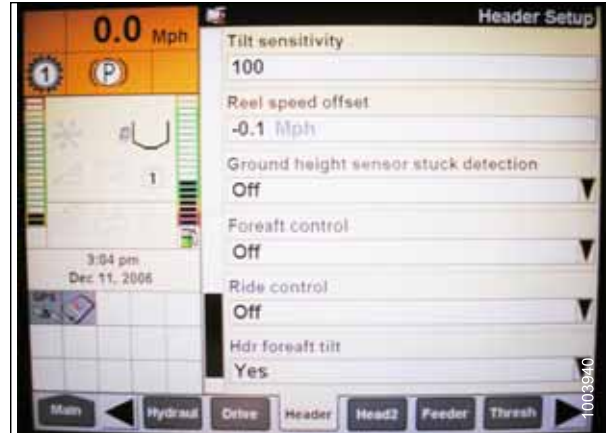 0.0 Mph
Header Setup
1
P
Tilt sensitivity
100
Reel speed offset
-0.1 Mph
Ground height sensor stuck detection
Off
1
Foreaft control
Off
3:04 pm
Dec 11, 2006
Ride control
Off
GPS
Hdr foreaft tilt
Yes
Main
Hydraul
Drive
Header
Head2
Feeder
Thresh
1003940